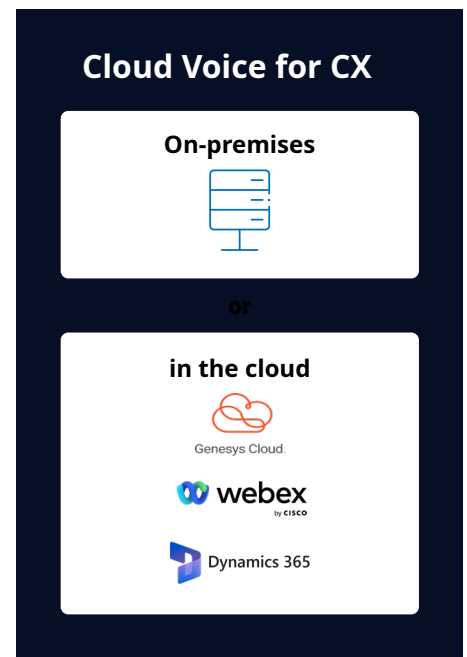 Cloud Voice for CX
On-premises
or
in the cloud
Genesys Cloud.
webex
by CISCO
Dynamics 365